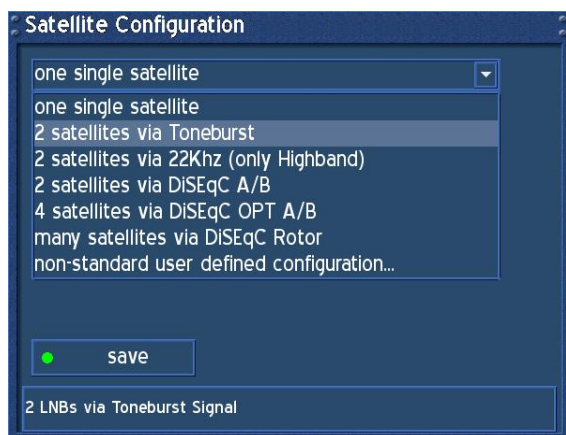 Satellite Configuration
one single satellite
one single satellite
2 satellites via Toneburst
2 satellites via 22Khz (only Highband)
2 satellites via DiSEqC A/B
4 satellites via DiSEqC OPT A/B
many satellites via DiSEqC Rotor
non-standard user defined configuration...
save
2 LNBs via Toneburst Signal